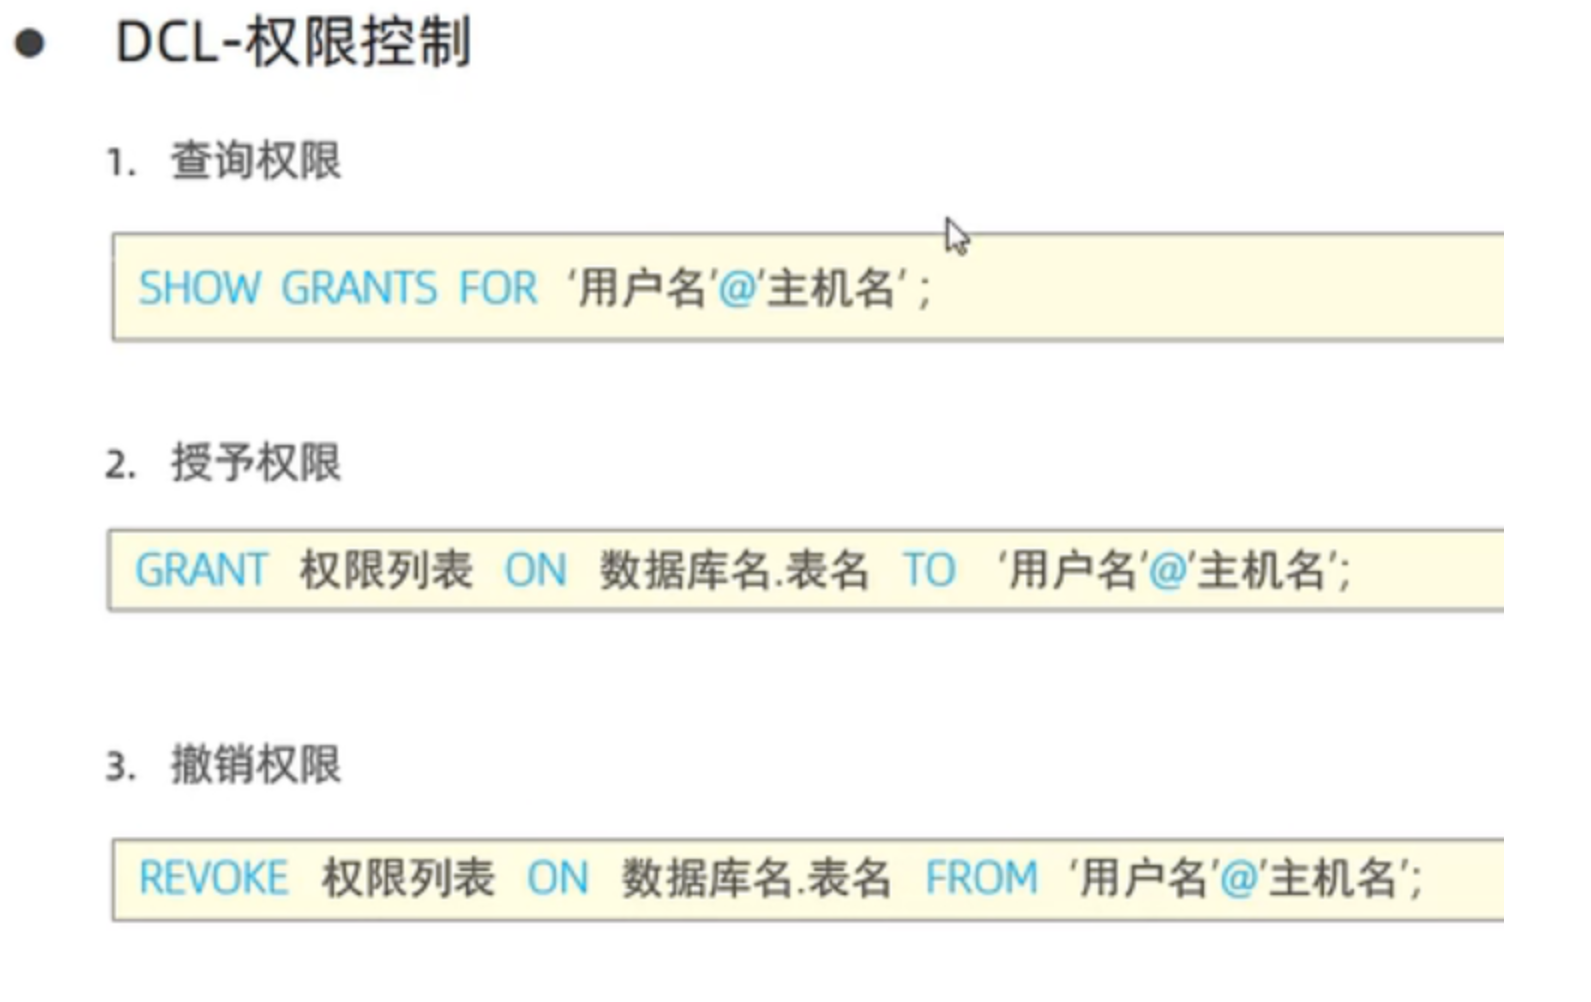 ● DCL-权限控制
1. 查询权限
SHOW GRANTS FOR '用户名'@'主机名' ;
2. 授予权限
GRANT 权限列表 ON 数据库名.表名 TO '用户名'@'主机名';
3. 撤销权限
REVOKE 权限列表 ON 数据库名.表名 FROM '用户名'@'主机名';